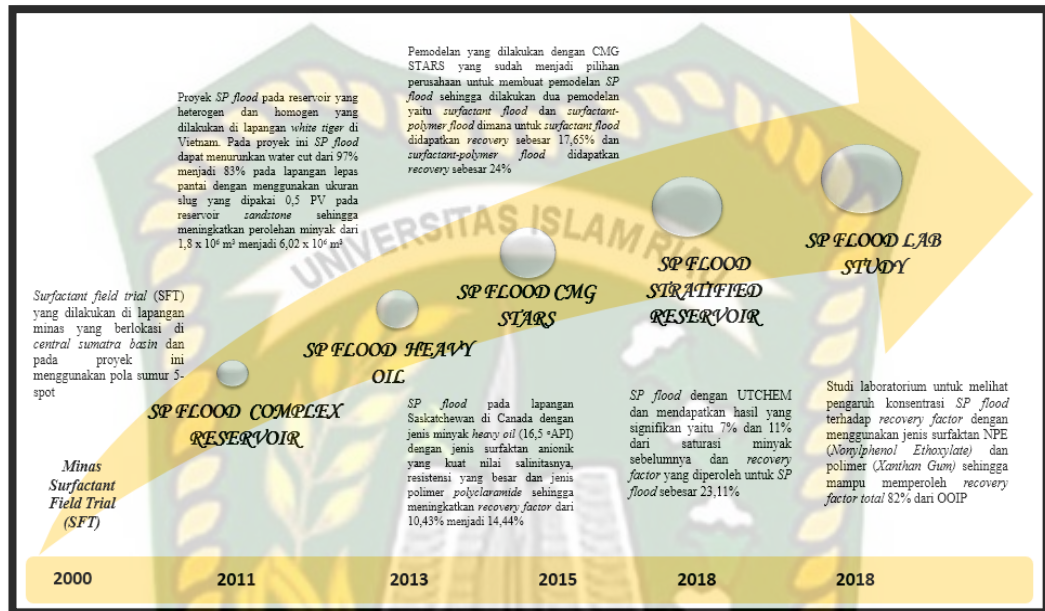 Surfactant field trial (SFT)
yang dilakukan di lapangan
minas yang berlokasi di
central sumatra basin dan
pada proyek ini
menggunakan pola sumur 5-
spot
Minas
Surfactant
Field Trial
(SFT)
Proyek SP flood pada reservoir yang
heterogen dan homogen yang
dilakukan di lapangan white tiger di
Vietnam. Pada proyek ini SP flood
dapat menurunkan water cut dari 97%
menjadi 83% pada lapangan lepas
pantai dengan menggunakan ukuran
slug yang dipakai 0,5 PV pada
reservoir sandstone sehingga
meningkatkan perolehan minyak dari
1,8 x 10⁶ m³ menjadi 6,02 x 10⁶ m³
SP FLOOD COMPLEX
RESERVOIR
SP FLOOD HEAVY
OIL
SP flood pada lapangan
Saskatchewan di Canada dengan
jenis minyak heavy oil (16,5 ᵒAPI)
dengan jenis surfaktan anionik
yang kuat nilai salinitasnya,
resistensi yang besar dan jenis
polimer polyclaramide sehingga
meningkatkan recovery factor dari
10,43% menjadi 14,44%
Pemodelan yang dilakukan dengan CMG
STARS yang sudah menjadi pilihan
perusahaan untuk membuat pemodelan SP
flood sehingga dilakukan dua pemodelan
yaitu surfactant flood dan surfactant-
polymer flood dimana untuk surfactant flood
didapatkan recovery sebesar 17,65% dan
surfactant-polymer flood didapatkan
recovery sebesar 24%
SP FLOOD CMG
STARS
SP FLOOD
STRATIFIED
RESERVOIR
SP flood dengan UTCHEM
dan mendapatkan hasil yang
signifikan yaitu 7% dan 11%
dari saturasi minyak
sebelumnya dan recovery
factor yang diperoleh untuk SP
flood sebesar 23,11%
SP FLOOD LAB
STUDY
Studi laboratorium untuk melihat
pengaruh konsentrasi SP flood
terhadap recovery factor dengan
menggunakan jenis surfaktan NPE
(Nonylphenol Ethoxylate) dan
polimer (Xanthan Gum) sehingga
mampu memperoleh recovery
factor total 82% dari OOIP
UNIVERSITAS ISLAM RIAU
2000 2011 2013 2015 2018 2018